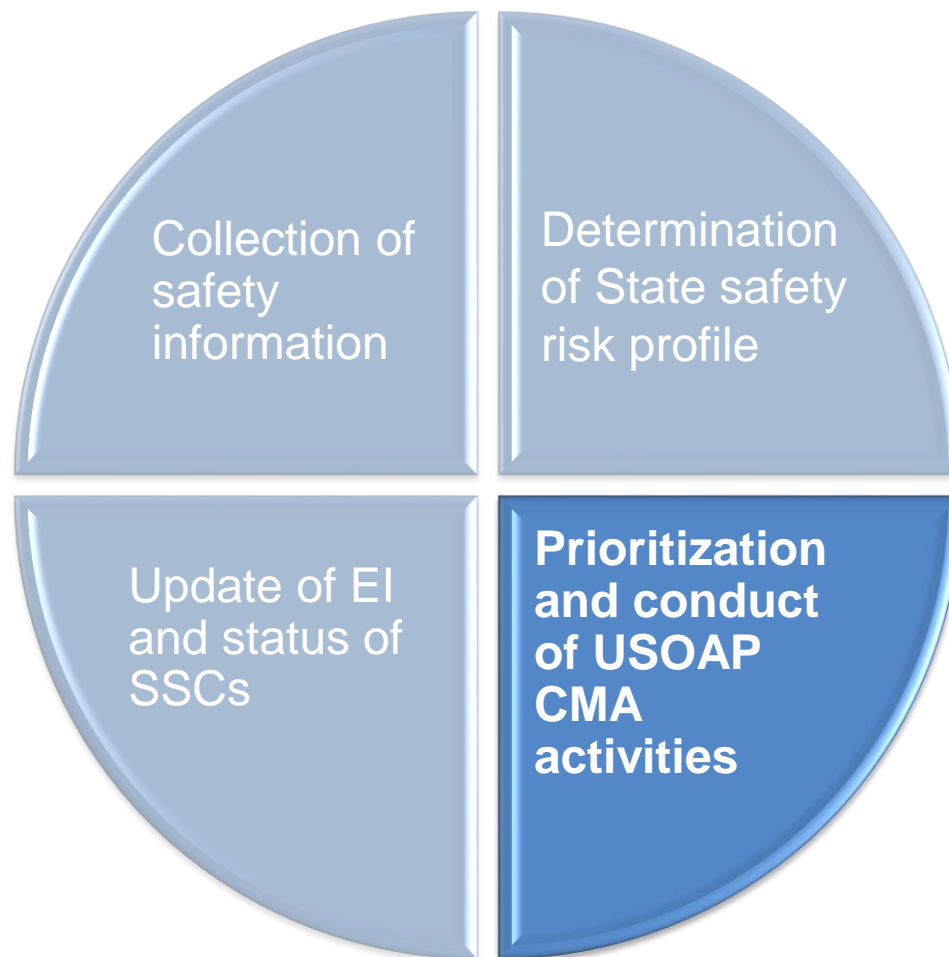 Collection of
safety
information
Determination
of State safety
risk profile
Update of EI
and status of
SSCs
Prioritization
and conduct
of USOAP
CMA
activities